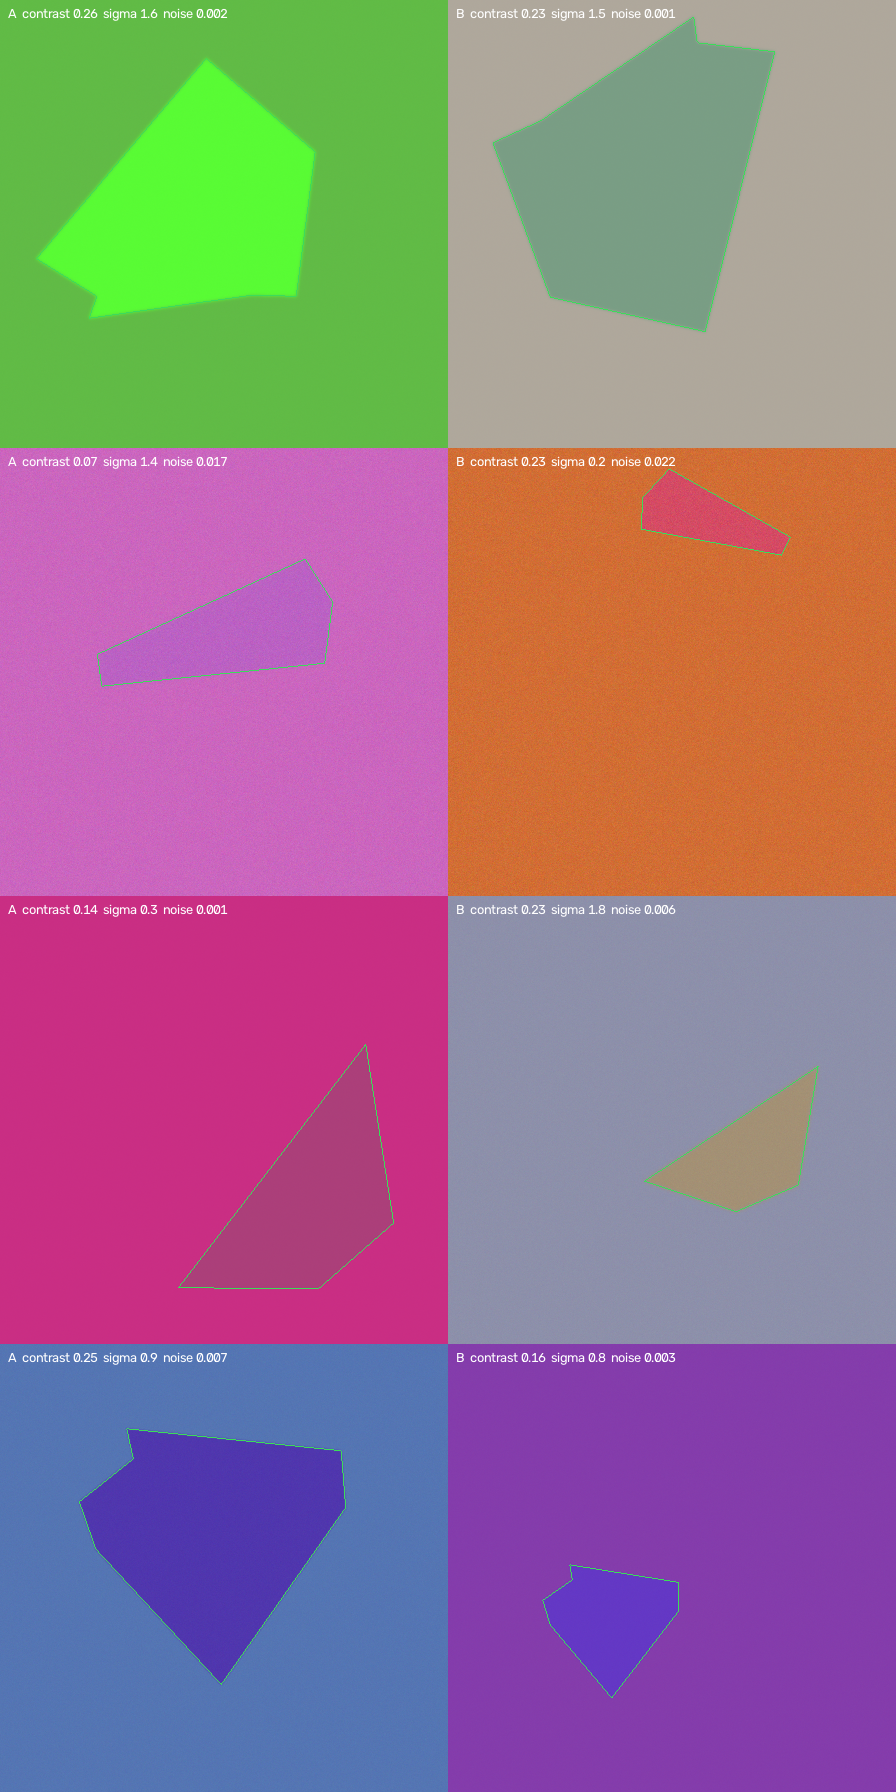 A contrast 0.26 sigma 1.6 noise 0.002
B contrast 0.23 sigma 1.5 noise 0.001
A contrast 0.07 sigma 1.4 noise 0.017
B contrast 0.23 sigma 0.2 noise 0.022
A contrast 0.14 sigma 0.3 noise 0.001
B contrast 0.23 sigma 1.8 noise 0.006
A contrast 0.25 sigma 0.9 noise 0.007
B contrast 0.16 sigma 0.8 noise 0.003